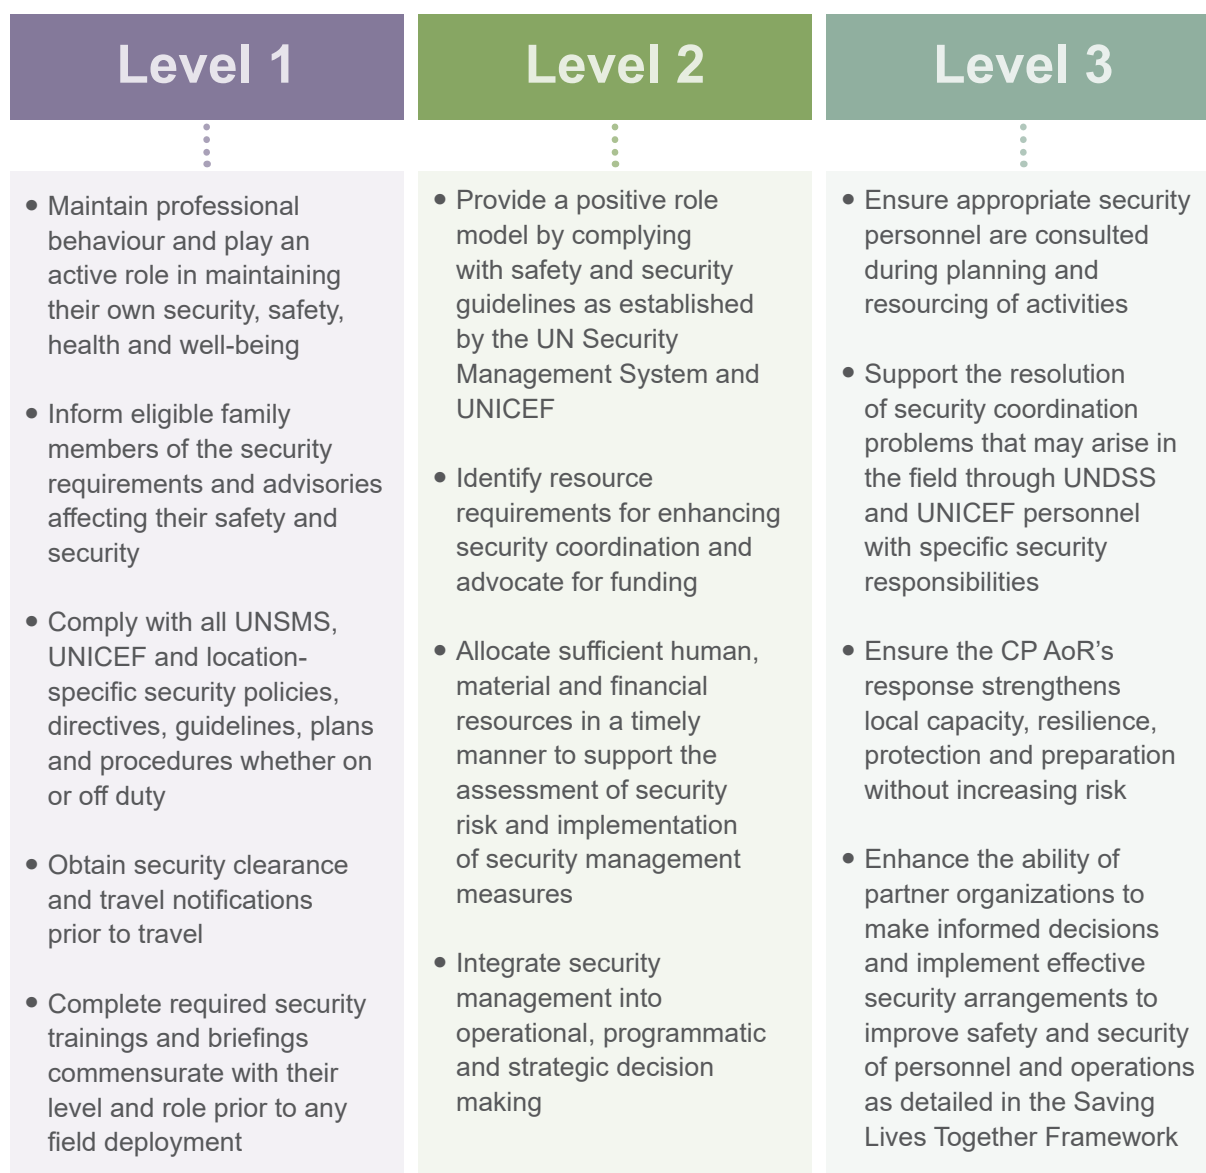 Level 1
• Maintain professional
behaviour and play an
active role in maintaining
their own security, safety,
health and well-being
• Inform eligible family
members of the security
requirements and advisories
affecting their safety and
security
• Comply with all UNSMS,
UNICEF and location-
specific security policies,
directives, guidelines, plans
and procedures whether on
or off duty
• Obtain security clearance
and travel notifications
prior to travel
• Complete required security
trainings and briefings
commensurate with their
level and role prior to any
field deployment
Level 2
• Provide a positive role
model by complying
with safety and security
guidelines as established
by the UN Security
Management System and
UNICEF
• Identify resource
requirements for enhancing
security coordination and
advocate for funding
• Allocate sufficient human,
material and financial
resources in a timely
manner to support the
assessment of security
risk and implementation
of security management
measures
• Integrate security
management into
operational, programmatic
and strategic decision
making
Level 3
• Ensure appropriate security
personnel are consulted
during planning and
resourcing of activities
• Support the resolution
of security coordination
problems that may arise in
the field through UNDSS
and UNICEF personnel
with specific security
responsibilities
• Ensure the CP AoR’s
response strengthens
local capacity, resilience,
protection and preparation
without increasing risk
• Enhance the ability of
partner organizations to
make informed decisions
and implement effective
security arrangements to
improve safety and security
of personnel and operations
as detailed in the Saving
Lives Together Framework